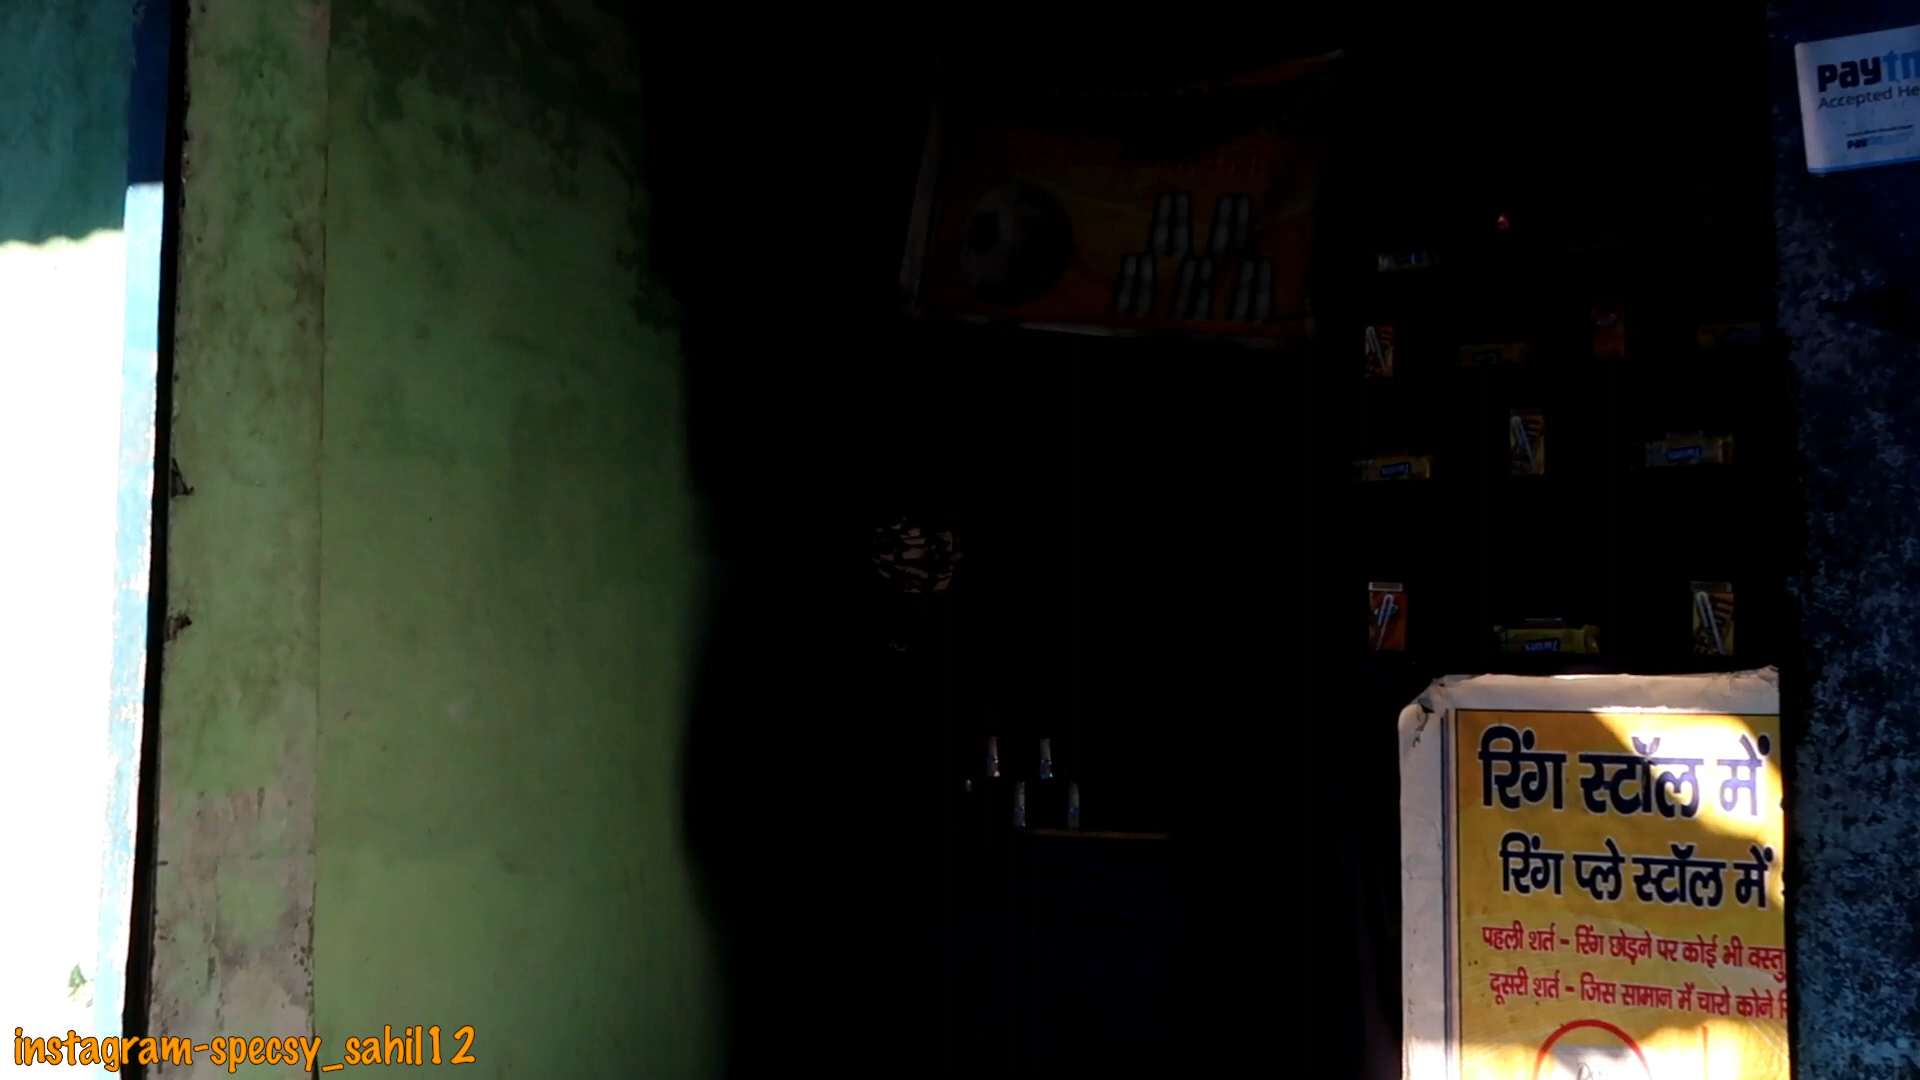 Paytm
Accepted He
रिंग स्टॉल में
रिंग प्ले स्टॉल में
पहली शर्त - रिंग छोड़ने पर कोई भी वस्तु
दूसरी शर्त - जिस सामान में चारो कोने
instagram-specsy_sahil12